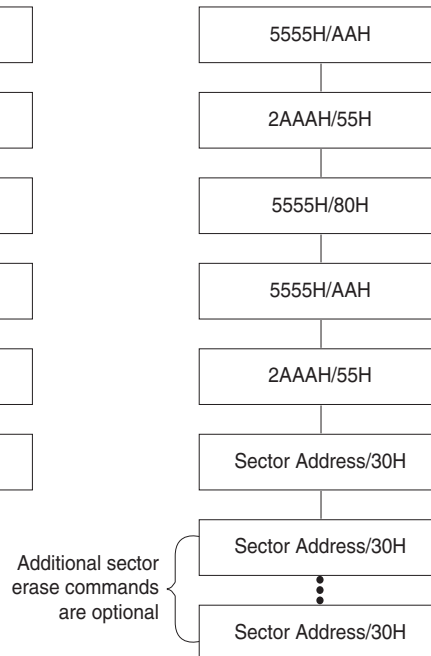 5555H/AAH
2AAAH/55H
5555H/80H
5555H/AAH
2AAAH/55H
Sector Address/30H
Sector Address/30H
Additional sector
erase commands
are optional
Sector Address/30H